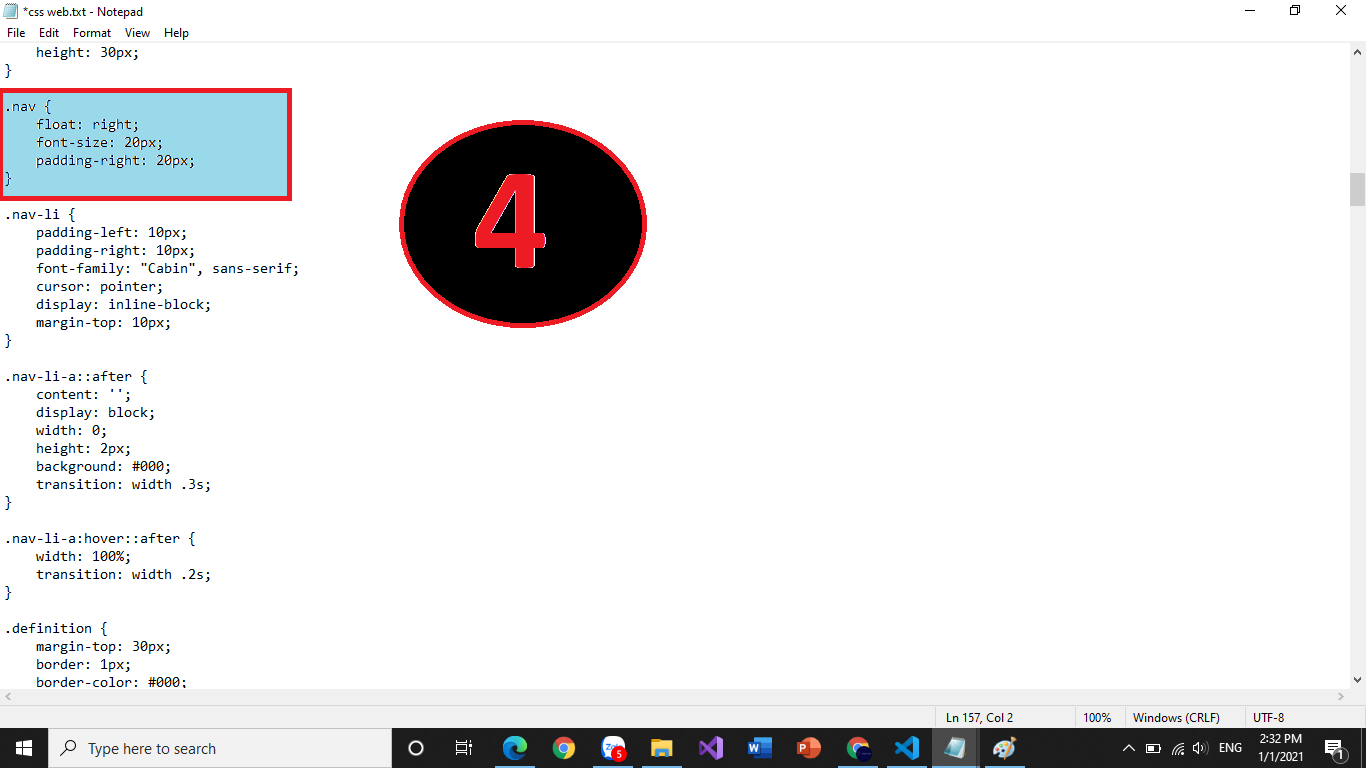 *css web.txt - Notepad
File Edit Format View Help
height: 30px;
}
.nav {
float: right;
font-size: 20px;
padding-right: 20px;
}
4
.nav-li {
padding-left: 10px;
padding-right: 10px;
font-family: "Cabin", sans-serif;
cursor: pointer;
display: inline-block;
margin-top: 10px;
}
.nav-li-a::after {
content: '';
display: block;
width: 0;
height: 2px;
background: #000;
transition: width .3s;
}
.nav-li-a:hover::after {
width: 100%;
transition: width .2s;
}
.definition {
margin-top: 30px;
border: 1px;
border-color: #000;
Ln 157, Col 2 100% Windows (CRLF) UTF-8
Type here to search
5
ENG
2:32 PM
1/1/2021
1